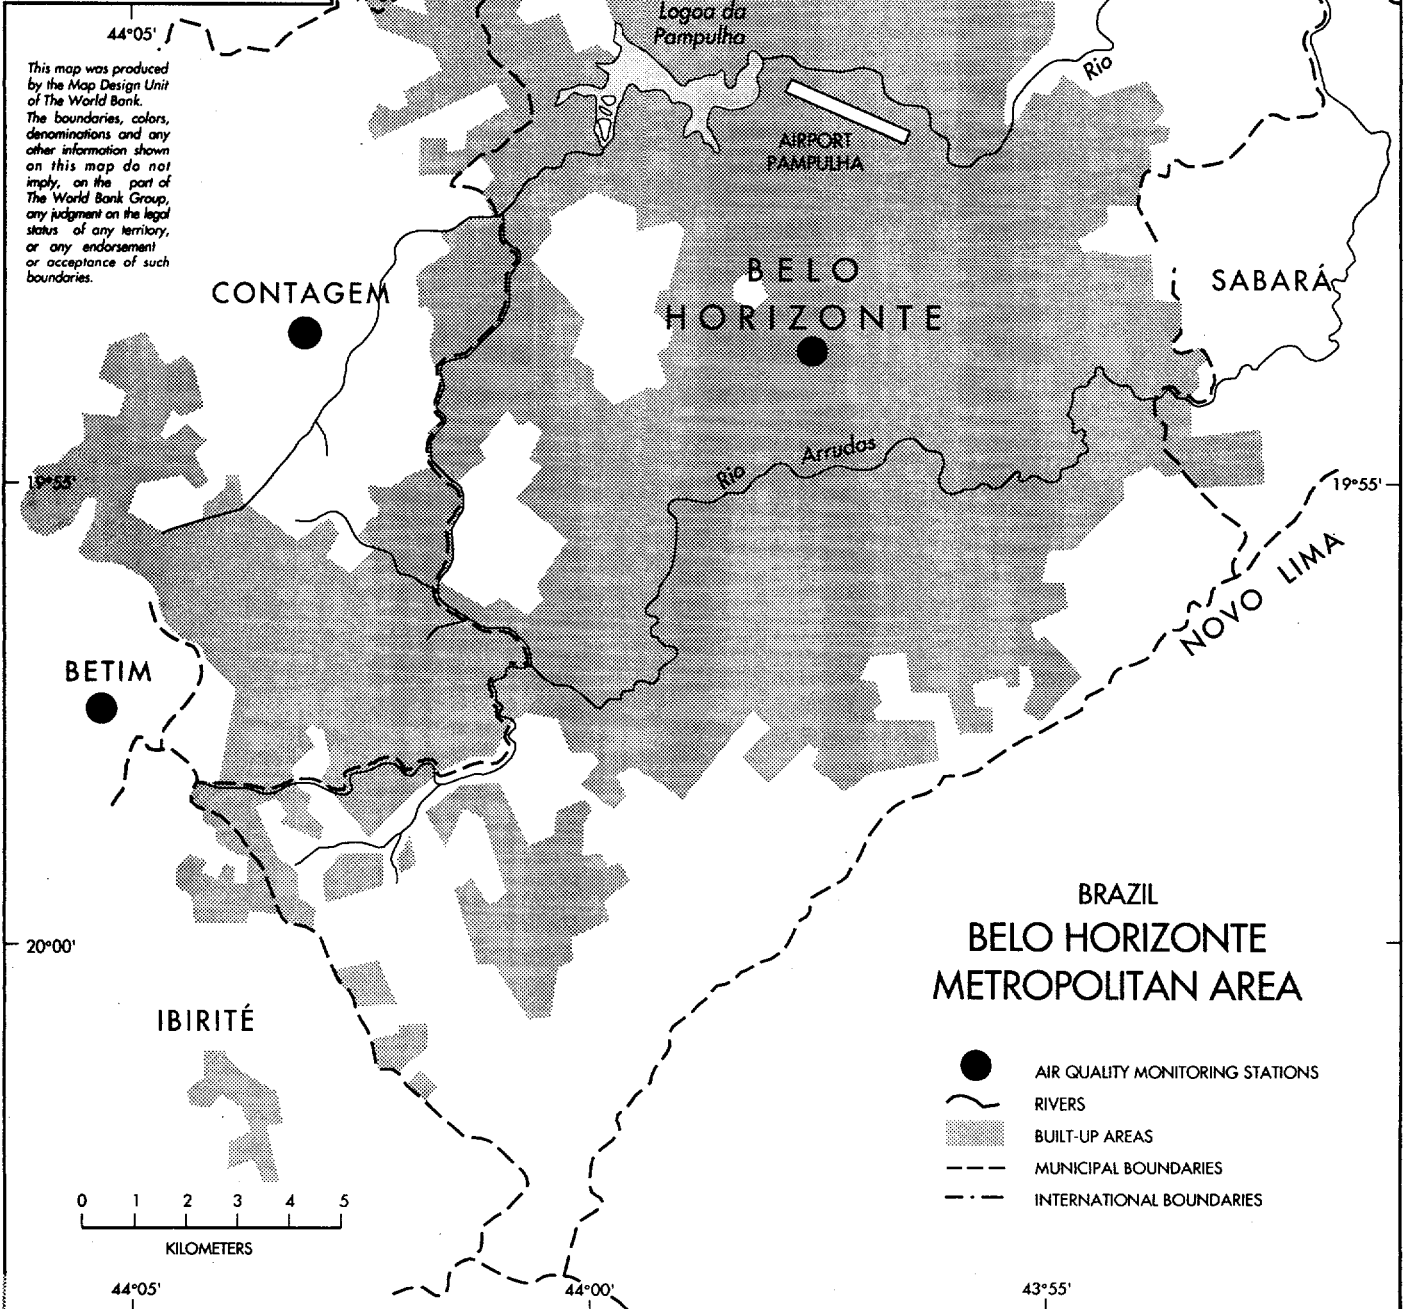 44°05'
Logoa da
Pampulha
This map was produced
by the Map Design Unit
of The World Bank.
The boundaries, colors,
denominations and any
other information shown
on this map do not
imply, on the part of
The World Bank Group,
any judgment on the legal
status of any territory,
or any endorsement
or acceptance of such
boundaries.
Rio
AIRPORT
PAMPULHA
CONTAGEM
BELO
HORIZONTE
SABARÁ
Rio Arrudas
19°55'
19°55'
NOVO LIMA
BETIM
20°00'
IBIRITÉ
BRAZIL
BELO HORIZONTE
METROPOLITAN AREA
AIR QUALITY MONITORING STATIONS
RIVERS
BUILT-UP AREAS
MUNICIPAL BOUNDARIES
INTERNATIONAL BOUNDARIES
0 1 2 3 4 5
KILOMETERS
44°05'
44°00'
43°55'